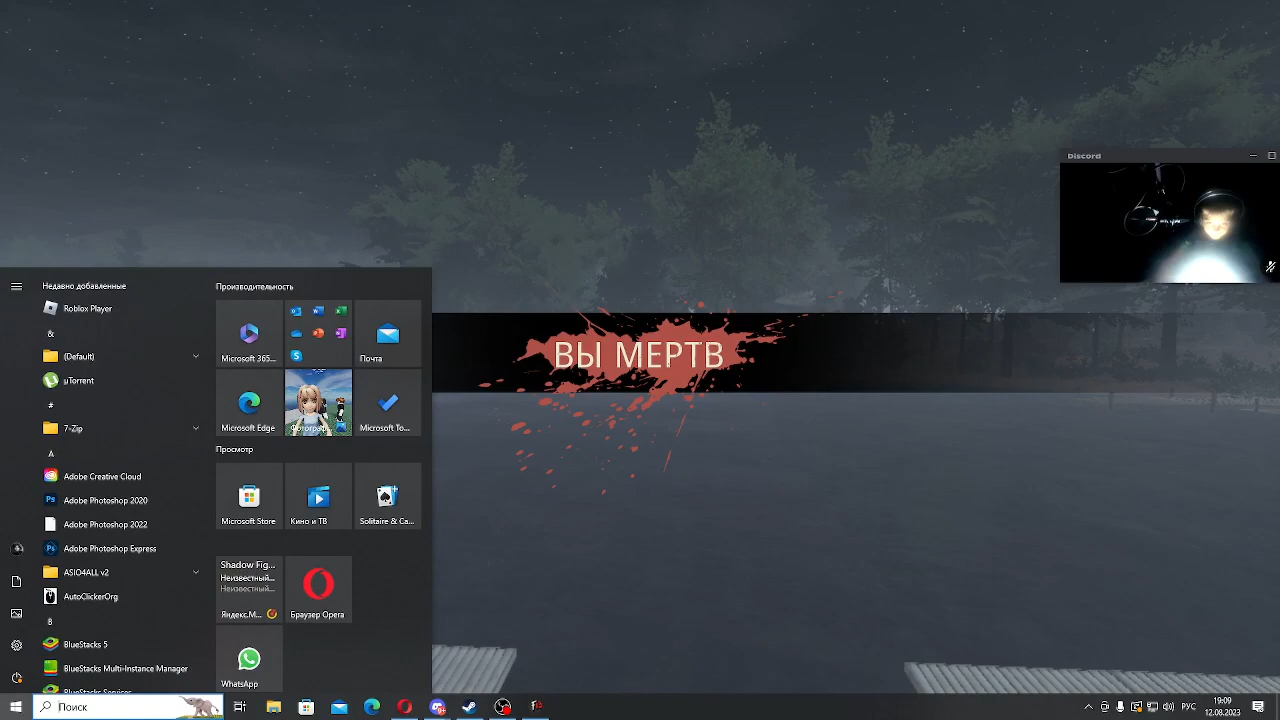 Discord
Недавно добавленные
Roblox Player
&
(Default)
µTorrent
#
7-Zip
A
Adobe Creative Cloud
Adobe Photoshop 2020
Adobe Photoshop 2022
Adobe Photoshop Express
ASIO4ALL v2
AutoClickerOrg
B
BlueStacks 5
BlueStacks Multi-Instance Manager
BlueStacks Services
Производительность
Microsoft 365...
Почта
Microsoft Edge
Microsoft To...
Просмотр
Microsoft Store
Кино и ТВ
Solitaire & Ca...
Shadow Fig...
Неизвестный...
Неизвестный...
Яндекс.М...
Браузер Opera
WhatsApp
ВЫ МЕРТВ
Поиск
РУС
19:09
12.08.2023